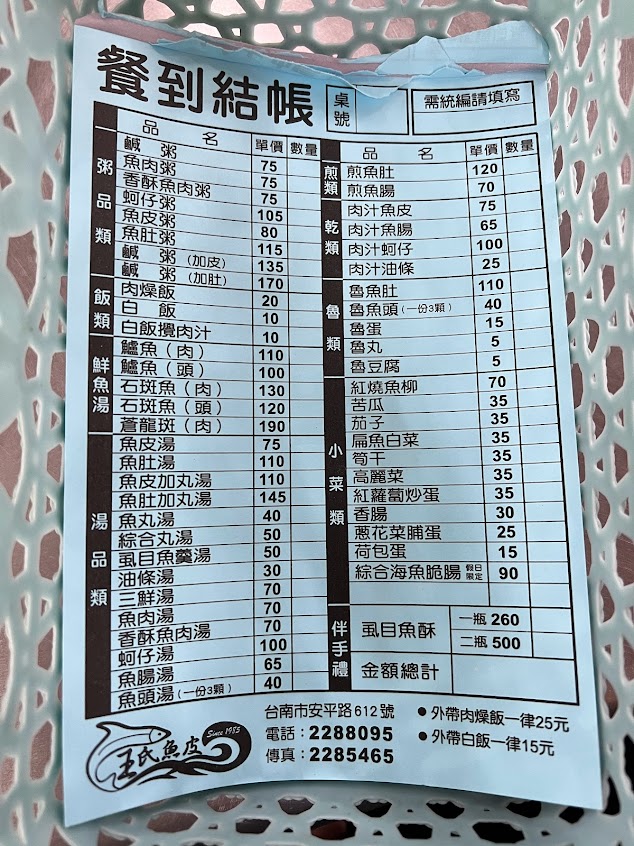 餐到結帳
桌號
需統編請填寫
品 名 單價 數量
粥品類
鹹 粥 75
魚肉粥 75
香酥魚肉粥 75
蚵仔粥 105
魚皮粥 80
魚肚粥 115
鹹 粥(加皮) 135
鹹 粥(加肚) 170
飯類
肉燥飯 20
白 飯 10
白飯攪肉汁 10
鮮魚湯
鱸魚(肉) 110
鱸魚(頭) 100
石斑魚(肉) 130
石斑魚(頭) 120
蒼龍斑(肉) 190
湯品類
魚皮湯 75
魚肚湯 110
魚皮加丸湯 110
魚肚加丸湯 145
魚丸湯 40
綜合丸湯 50
虱目魚羹湯 50
油條湯 30
三鮮湯 70
魚肉湯 70
香酥魚肉湯 70
蚵仔湯 100
魚腸湯 65
魚頭湯(一份3顆) 40
品 名 單價 數量
煎類
煎魚肚 120
煎魚腸 70
乾類
肉汁魚皮 75
肉汁魚腸 65
肉汁蚵仔 100
肉汁油條 25
魯類
魯魚肚 110
魯魚頭(一份3顆) 40
魯蛋 15
魯丸 5
魯豆腐 5
小菜類
紅燒魚柳 70
苦瓜 35
茄子 35
扁魚白菜 35
筍干 35
高麗菜 35
紅蘿蔔炒蛋 35
香腸 30
蔥花菜脯蛋 25
荷包蛋 15
綜合海魚脆腸 假日限定 90
伴手禮
虱目魚酥
一瓶 260
二瓶 500
金額總計
王氏魚皮
Since 1985
台南市安平路612號
電話:2288095
傳真:2285465
●外帶肉燥飯一律25元
●外帶白飯一律15元